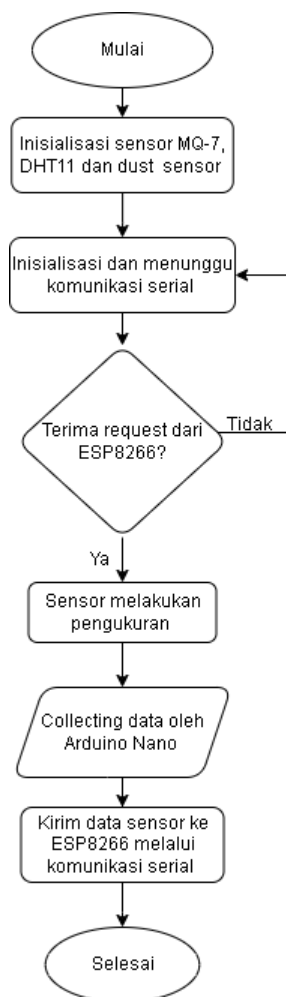 Mulai
Inisialisasi sensor MQ-7,
DHT11 dan dust sensor
Inisialisasi dan menunggu
komunikasi serial
Terima request dari
ESP8266?
Tidak
Ya
Sensor melakukan
pengukuran
Collecting data oleh
Arduino Nano
Kirim data sensor ke
ESP8266 melalui
komunikasi serial
Selesai